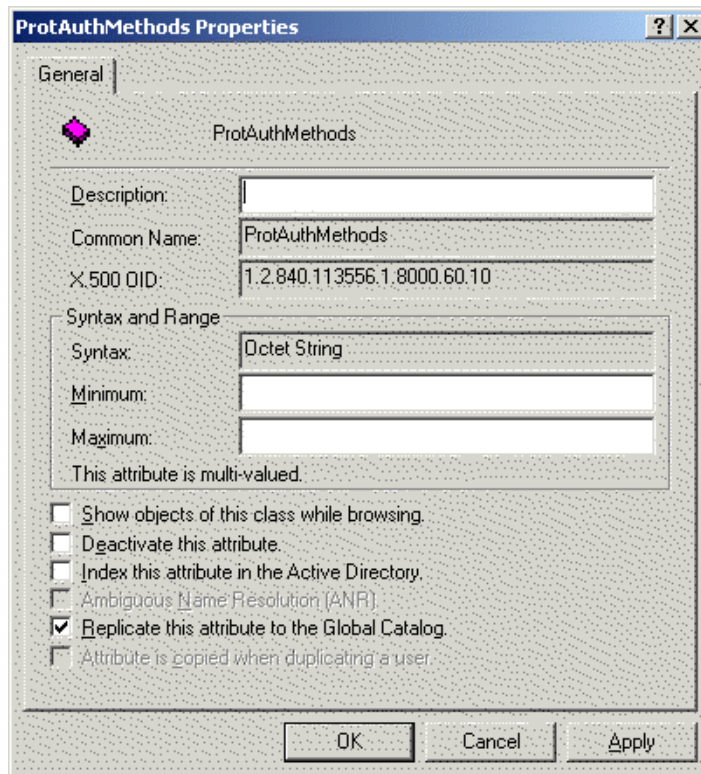 ProtAuthMethods Properties
General
ProtAuthMethods
Description:
Common Name: ProtAuthMethods
X.500 OID: 1.2.840.113556.1.8000.60.10
Syntax and Range
Syntax: Octet String
Minimum:
Maximum:
This attribute is multi-valued.
Show objects of this class while browsing.
Deactivate this attribute.
Index this attribute in the Active Directory.
Ambiguous Name Resolution (ANR).
Replicate this attribute to the Global Catalog.
Attribute is copied when duplicating a user.
OK Cancel Apply